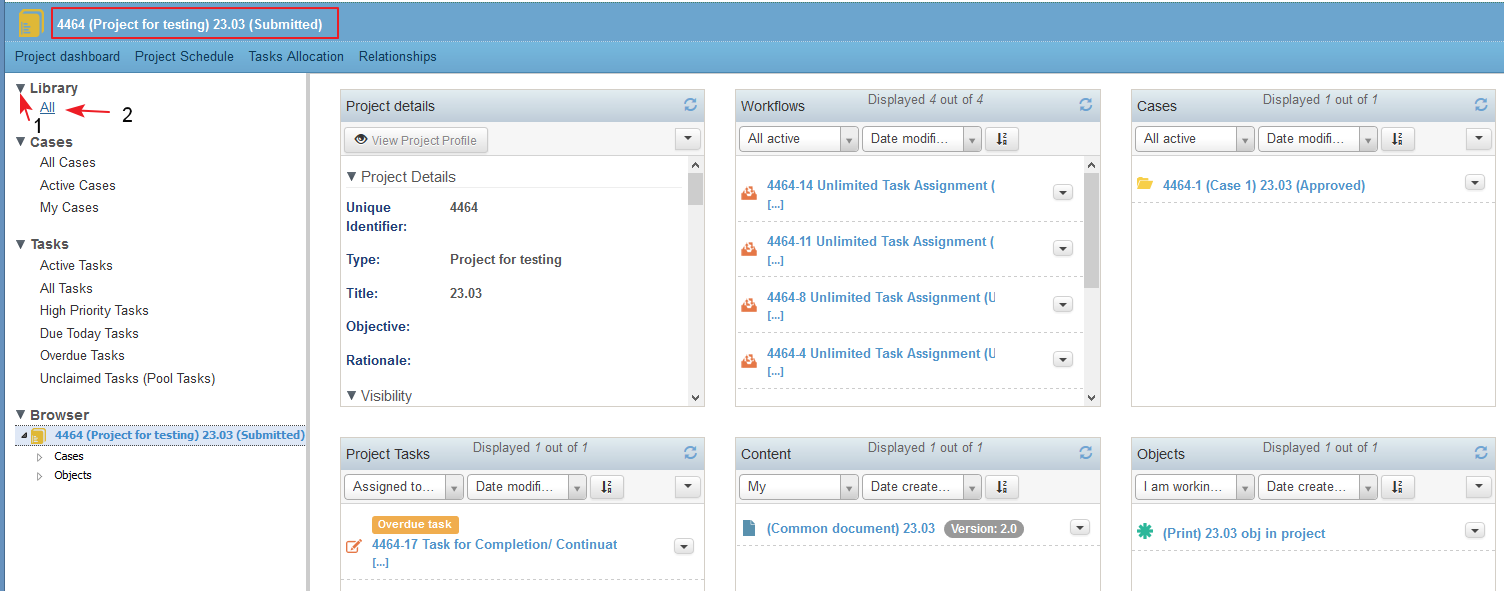 4464 (Project for testing) 23.03 (Submitted)
Project dashboard Project Schedule Tasks Allocation Relationships
Library
All
1
2
Cases
All Cases
Active Cases
My Cases
Tasks
Active Tasks
All Tasks
High Priority Tasks
Due Today Tasks
Overdue Tasks
Unclaimed Tasks (Pool Tasks)
Browser
4464 (Project for testing) 23.03 (Submitted)
Cases
Objects
Project details
View Project Profile
Project Details
Unique Identifier: 4464
Type: Project for testing
Title: 23.03
Objective:
Rationale:
Visibility
Workflows Displayed 4 out of 4
All active Date modifi...
4464-14 Unlimited Task Assignment (
[...]
4464-11 Unlimited Task Assignment (
[...]
4464-8 Unlimited Task Assignment (U
[...]
4464-4 Unlimited Task Assignment (U
[...]
Cases Displayed 1 out of 1
All active Date modifi...
4464-1 (Case 1) 23.03 (Approved)
Project Tasks Displayed 1 out of 1
Assigned to... Date modifi...
Overdue task
4464-17 Task for Completion/ Continuat
[...]
Content Displayed 1 out of 1
My Date create...
(Common document) 23.03 Version: 2.0
Objects Displayed 1 out of 1
I am workin... Date create...
(Print) 23.03 obj in project